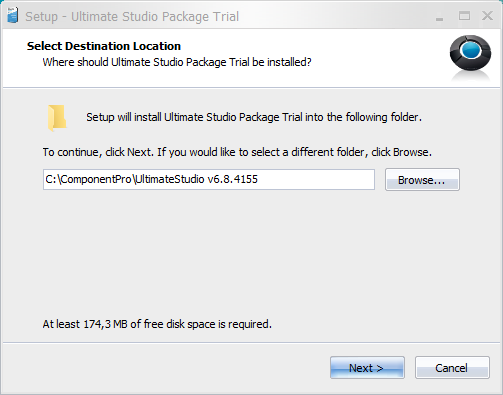 Setup - Ultimate Studio Package Trial
Select Destination Location
Where should Ultimate Studio Package Trial be installed?
Setup will install Ultimate Studio Package Trial into the following folder.
To continue, click Next. If you would like to select a different folder, click Browse.
C:\ComponentPro\UltimateStudio v6.8.4155
Browse...
At least 174,3 MB of free disk space is required.
Next >
Cancel